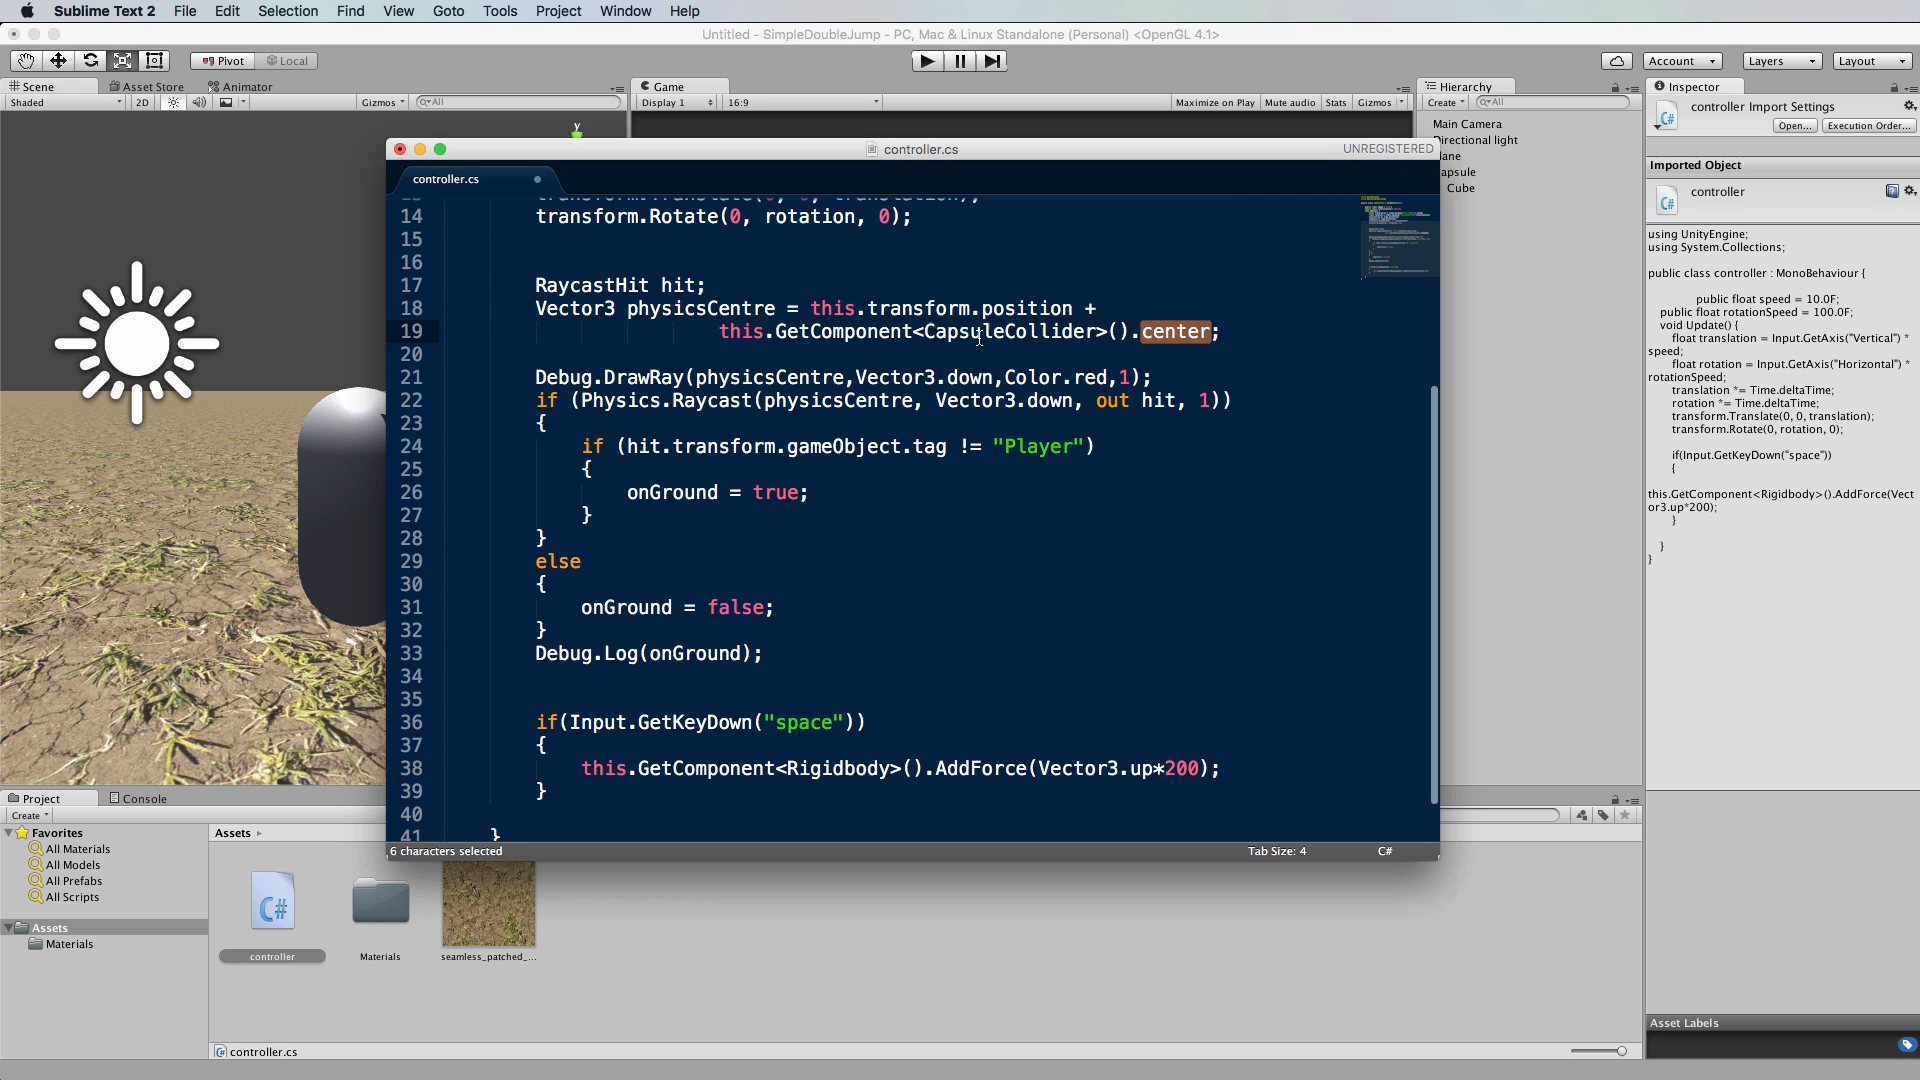 Sublime Text 2 File Edit Selection Find View Goto Tools Project Window Help
Untitled - SimpleDoubleJump - PC, Mac & Linux Standalone (Personal) <OpenGL 4.1>
Pivot Local Account Layers Layout
Scene Asset Store Animator Game Hierarchy Inspector
Shaded 2D Gizmos All Display 1 16:9 Maximize on Play Mute audio Stats Gizmos Create All
controller Import Settings
Open... Execution Order...
Main Camera
Directional light
lane
apsule
Cube
Imported Object
controller
using UnityEngine;
using System.Collections;
public class controller : MonoBehaviour {
public float speed = 10.0F;
public float rotationSpeed = 100.0F;
void Update() {
float translation = Input.GetAxis("Vertical") *
speed;
float rotation = Input.GetAxis("Horizontal") *
rotationSpeed;
translation *= Time.deltaTime;
rotation *= Time.deltaTime;
transform.Translate(0, 0, translation);
transform.Rotate(0, rotation, 0);
if(Input.GetKeyDown("space"))
{
this.GetComponent<Rigidbody>().AddForce(Vect
or3.up*200);
}
}
}
controller.cs UNREGISTERED
controller.cs
14 transform.Rotate(0, rotation, 0);
15
16
17 RaycastHit hit;
18 Vector3 physicsCentre = this.transform.position +
19 this.GetComponent<CapsuleCollider>().center;
20
21 Debug.DrawRay(physicsCentre,Vector3.down,Color.red,1);
22 if (Physics.Raycast(physicsCentre, Vector3.down, out hit, 1))
23 {
24 if (hit.transform.gameObject.tag != "Player")
25 {
26 onGround = true;
27 }
28 }
29 else
30 {
31 onGround = false;
32 }
33 Debug.Log(onGround);
34
35
36 if(Input.GetKeyDown("space"))
37 {
38 this.GetComponent<Rigidbody>().AddForce(Vector3.up*200);
39 }
40
41 }
6 characters selected Tab Size: 4 C#
Project Console
Create
Favorites
All Materials
All Models
All Prefabs
All Scripts
Assets
Materials
Assets
C#
controller Materials seamless_patched_...
controller.cs
Asset Labels
y